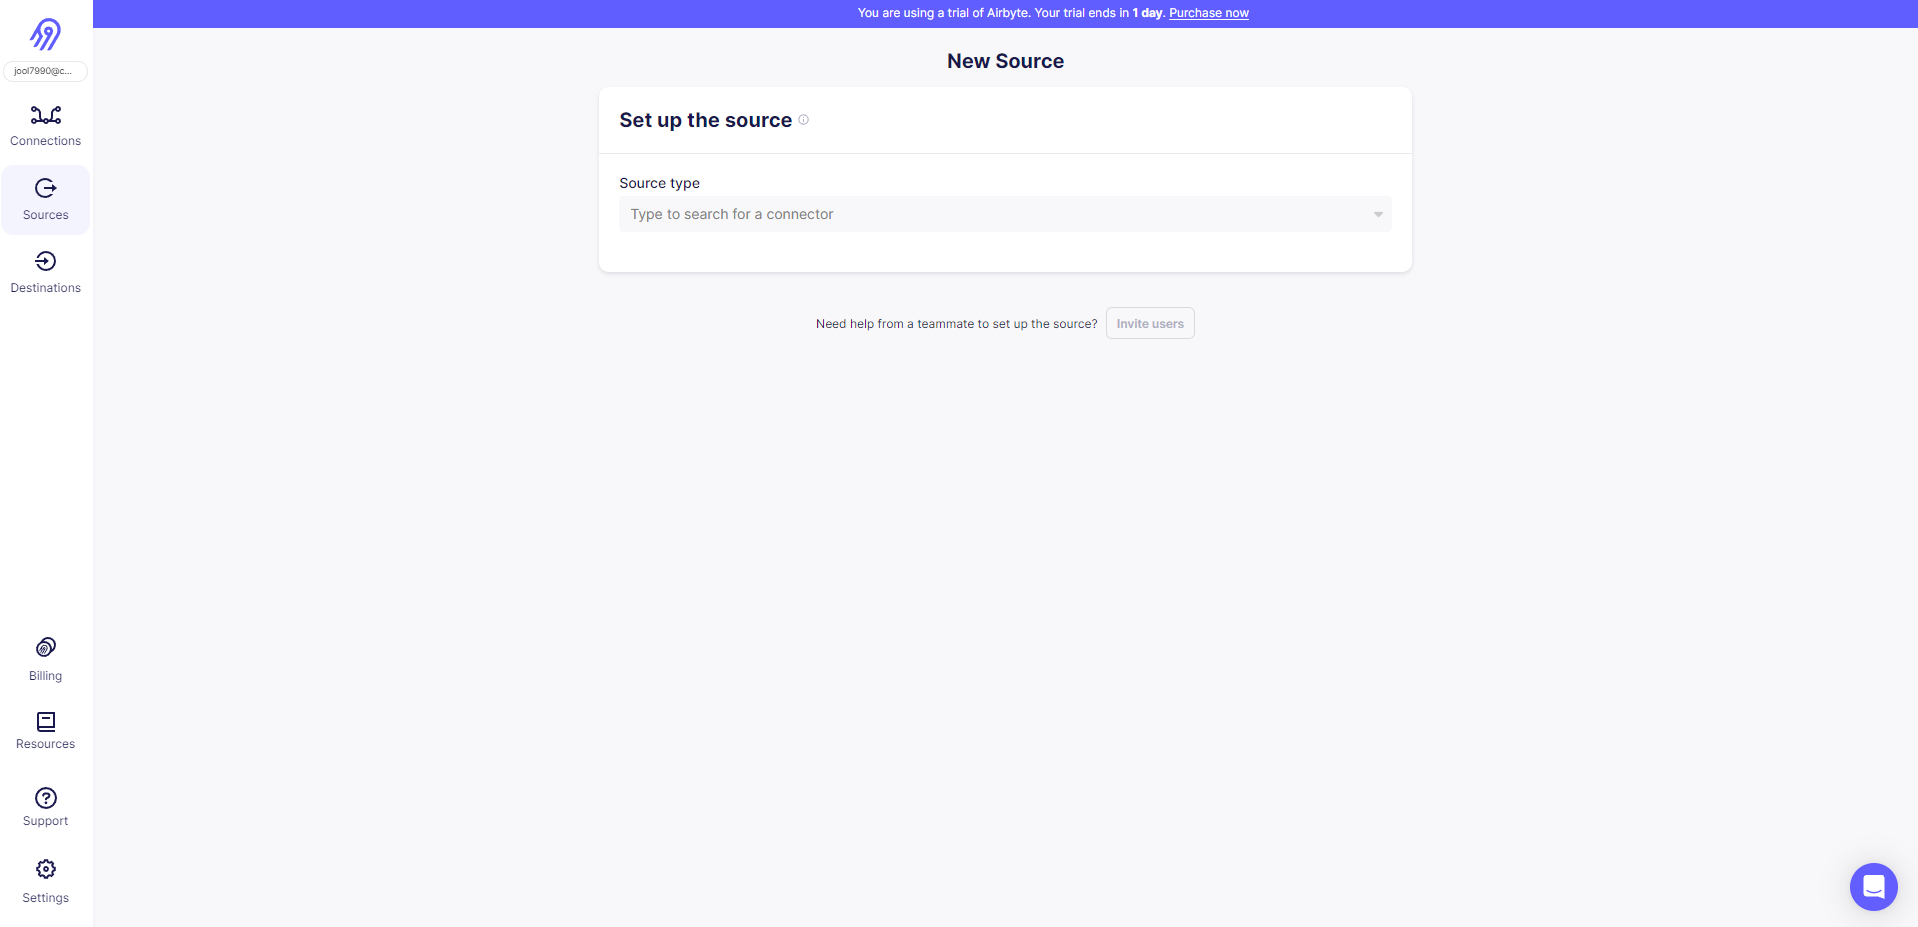 You are using a trial of Airbyte. Your trial ends in 1 day. Purchase now
jool7990@c...
Connections
Sources
Destinations
Billing
Resources
Support
Settings
New Source
Set up the source
Source type
Type to search for a connector
Need help from a teammate to set up the source? Invite users